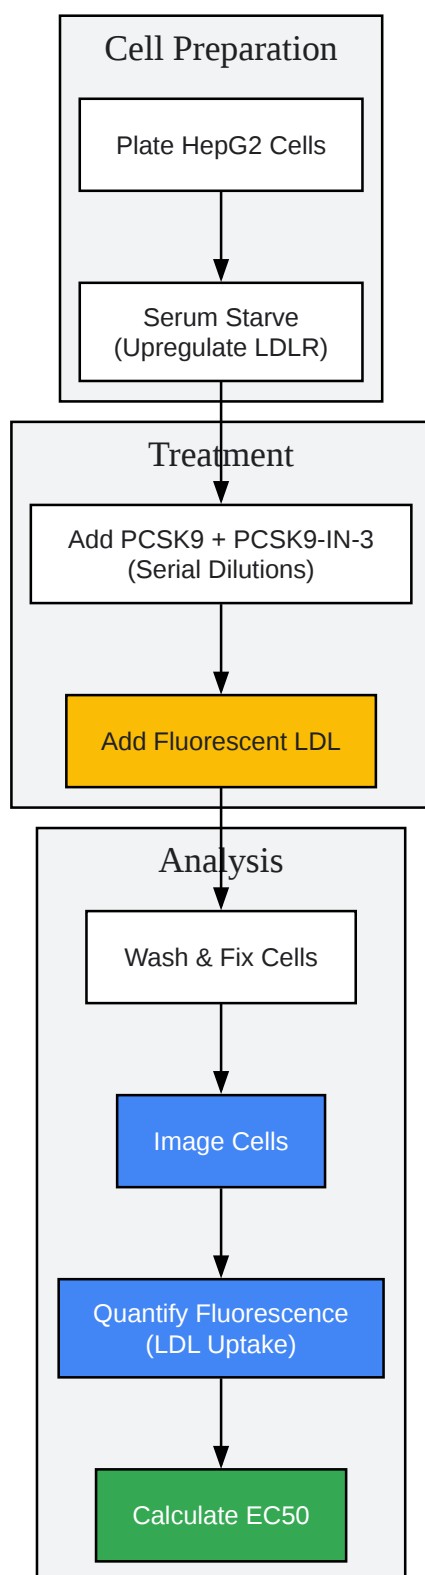 Cell Preparation
Plate HepG2 Cells
Serum Starve
(Upregulate LDLR)
Treatment
Add PCSK9 + PCSK9-IN-3
(Serial Dilutions)
Add Fluorescent LDL
Analysis
Wash & Fix Cells
Image Cells
Quantify Fluorescence
(LDL Uptake)
Calculate EC50